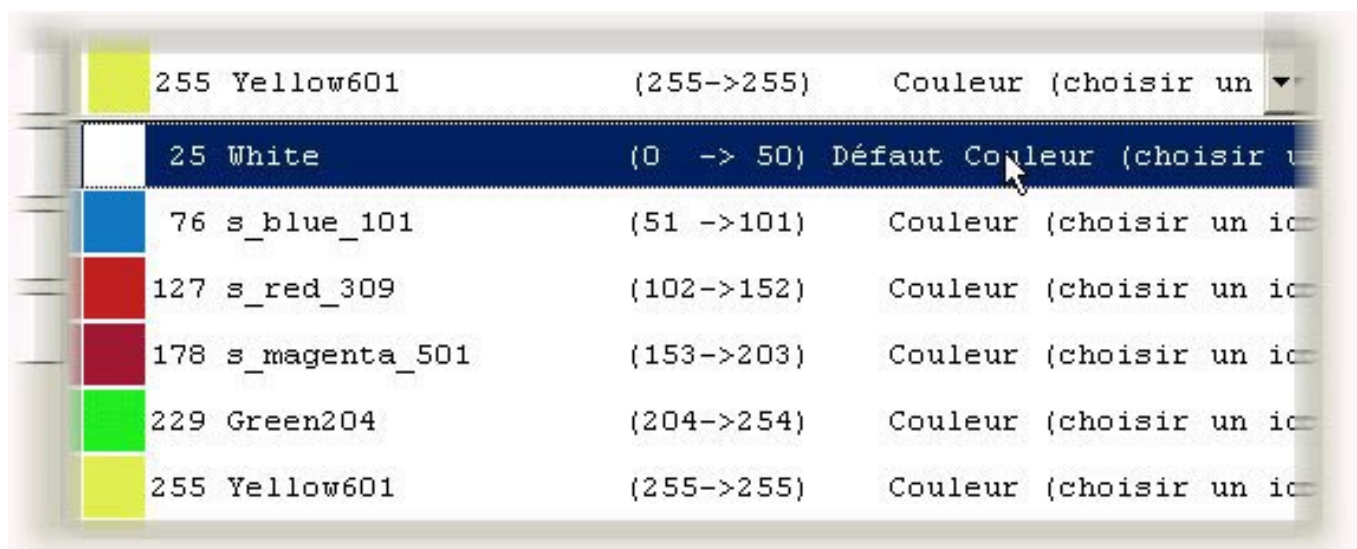 255 Yellow601 (255->255) Couleur (choisir un
25 White (0 -> 50) Défaut Couleur (choisir
76 s_blue_101 (51 ->101) Couleur (choisir un
127 s_red_309 (102->152) Couleur (choisir un
178 s_magenta_501 (153->203) Couleur (choisir un
229 Green204 (204->254) Couleur (choisir un
255 Yellow601 (255->255) Couleur (choisir un